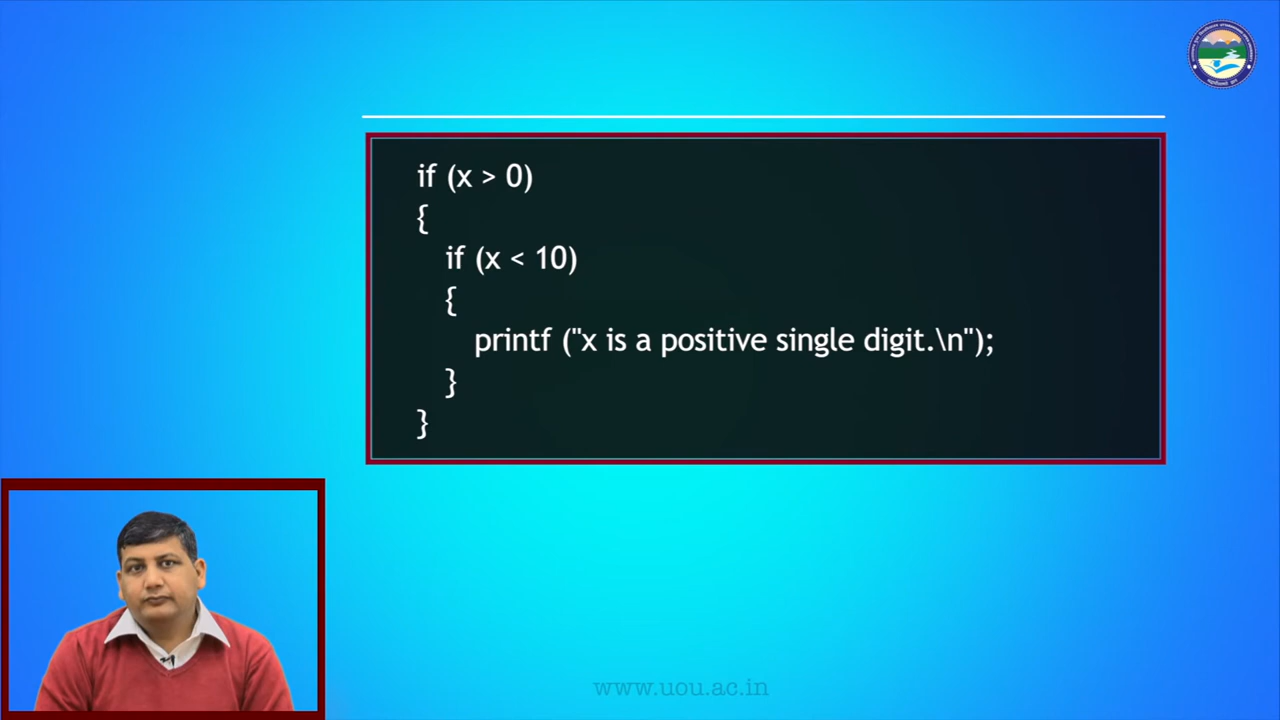 if (x > 0)
{
if (x < 10)
{
printf ("x is a positive single digit.\n");
}
}
www.uou.ac.in